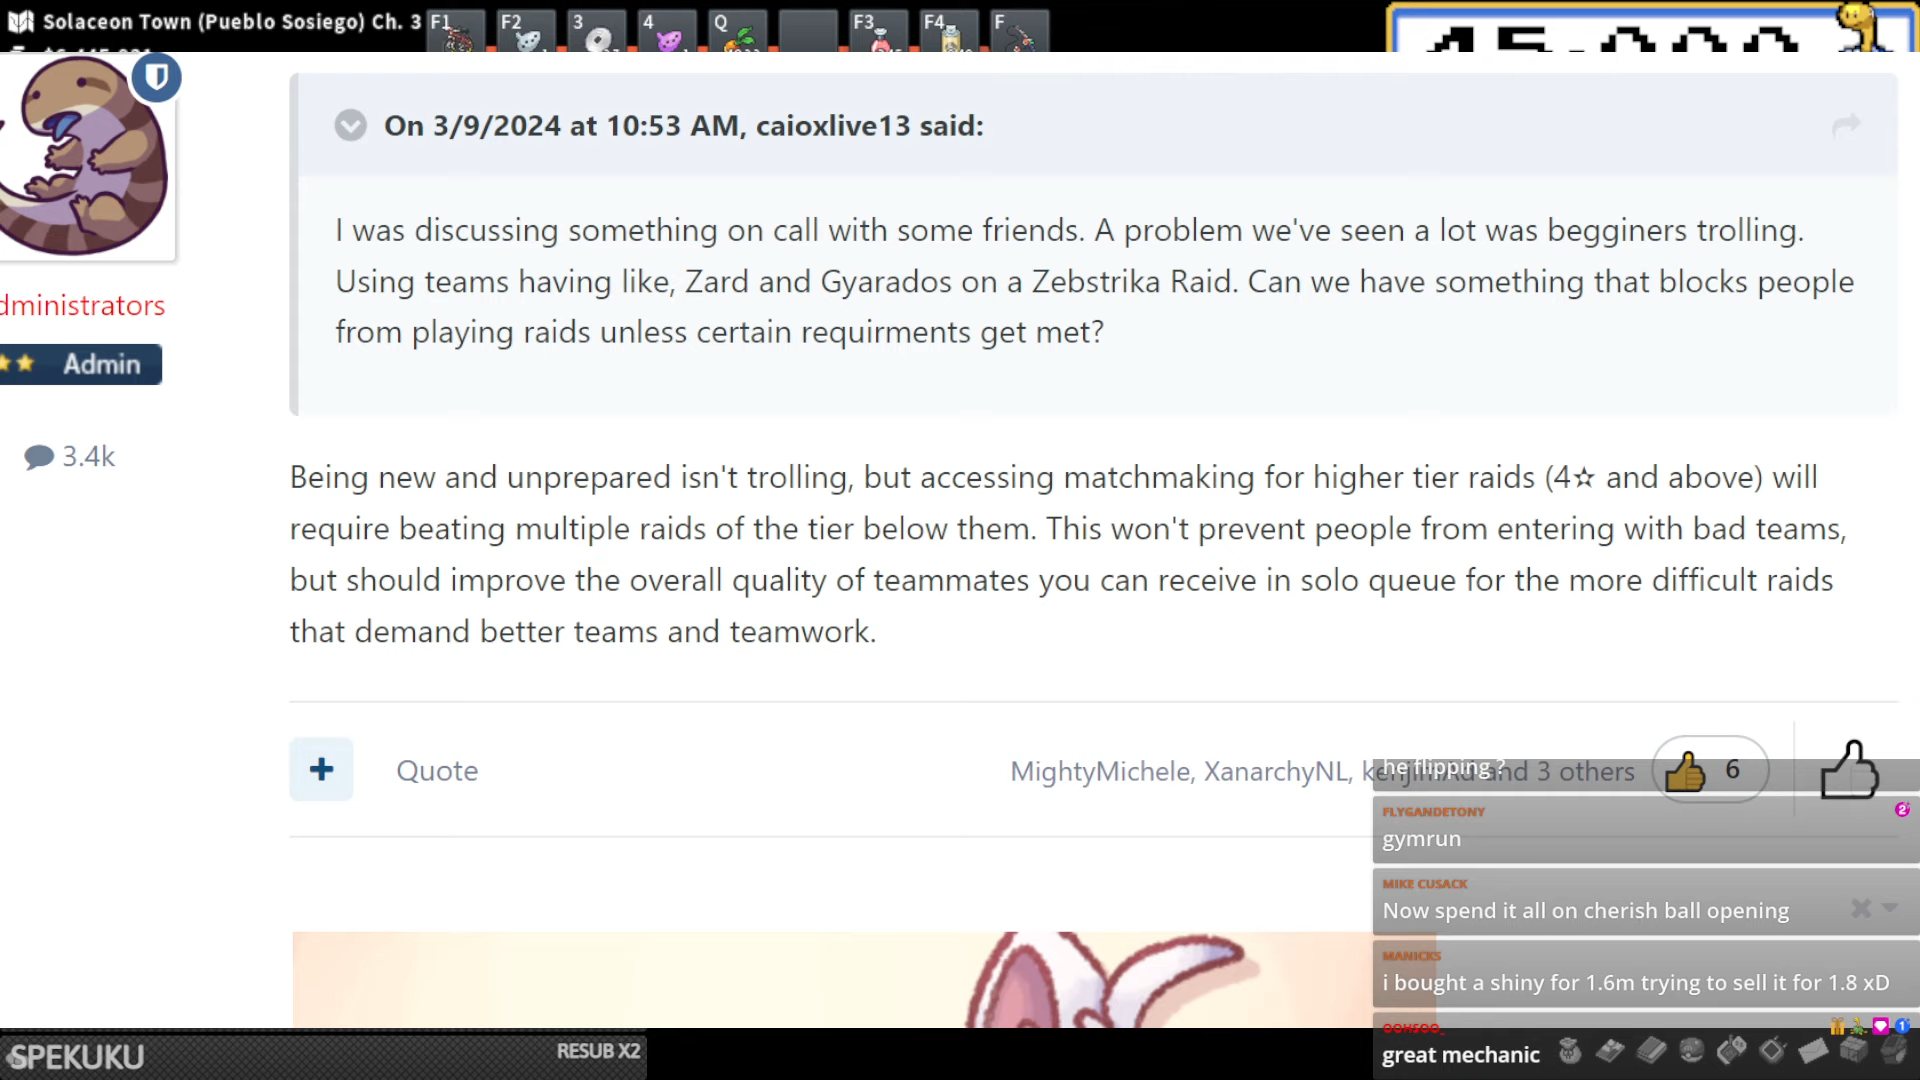 Solaceon Town (Pueblo Sosiego) Ch. 3
F1
F2
3
4
Q
F3
F4
F
45,000
On 3/9/2024 at 10:53 AM, caioxlive13 said:
I was discussing something on call with some friends. A problem we've seen a lot was begginers trolling.
Using teams having like, Zard and Gyarados on a Zebstrika Raid. Can we have something that blocks people
from playing raids unless certain requirments get met?
dministrators
Admin
3.4k
Being new and unprepared isn't trolling, but accessing matchmaking for higher tier raids (4☆ and above) will
require beating multiple raids of the tier below them. This won't prevent people from entering with bad teams,
but should improve the overall quality of teammates you can receive in solo queue for the more difficult raids
that demand better teams and teamwork.
+
Quote
MightyMichele, XanarchyNL, and 3 others
6
he flipping ?
FLYGANDETONY
2
gymrun
MIKE CUSACK
Now spend it all on cherish ball opening
MANICKS
i bought a shiny for 1.6m trying to sell it for 1.8 xD
OOHSOO_
1
great mechanic
SPEKUKU
RESUB X2